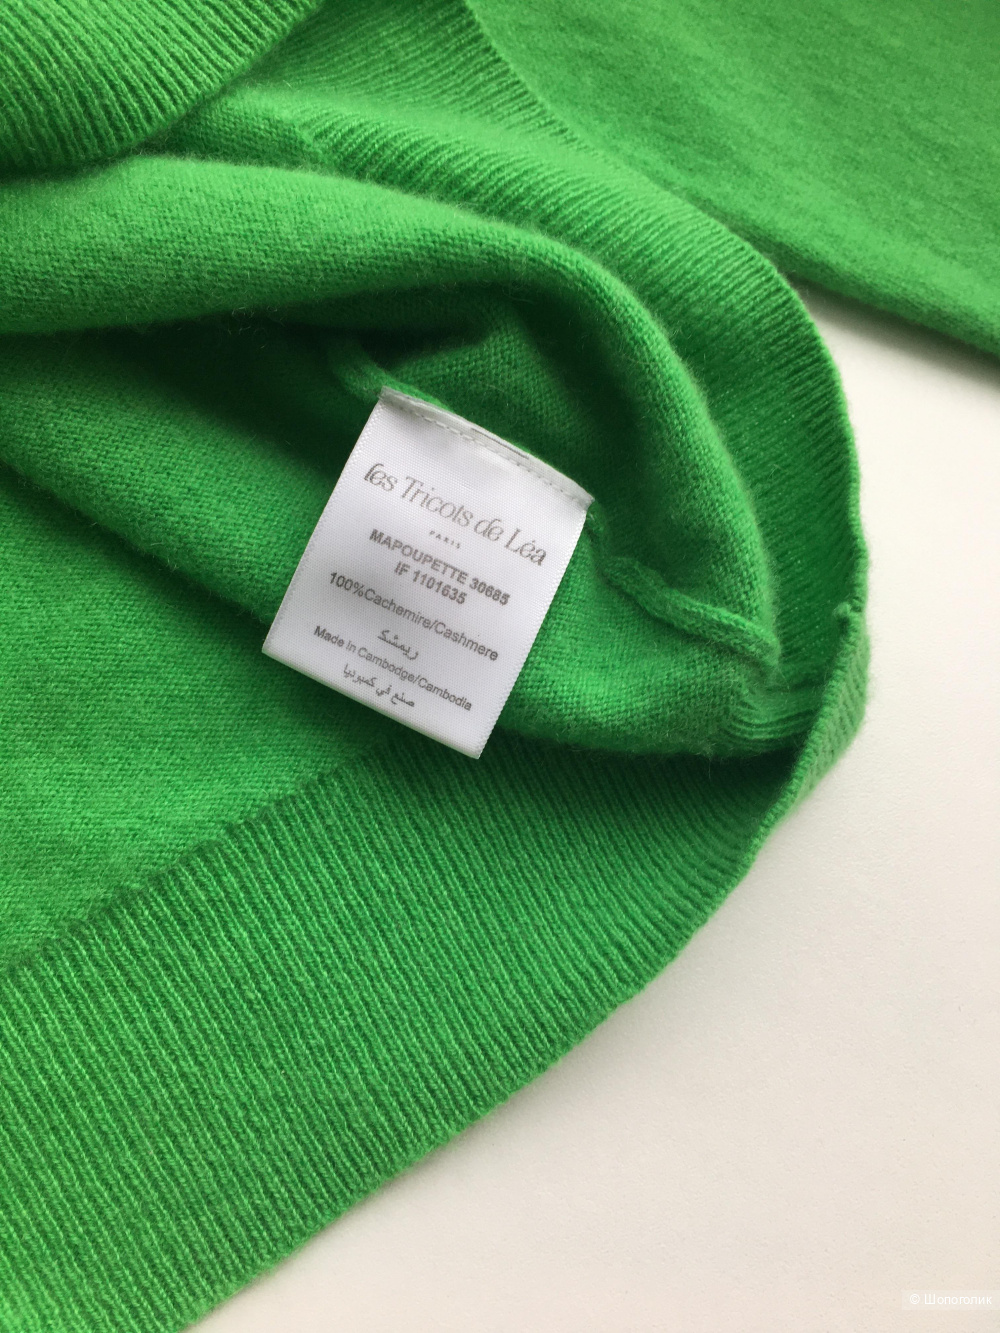 les Tricots de Léa
PARIS
MAPOUPETTE 30685
IF 1101635
100%Cachemire/Cashmere
ريمشك
Made in Cambodge/Cambodia
صنع في كمبوديا
© Шопоголик